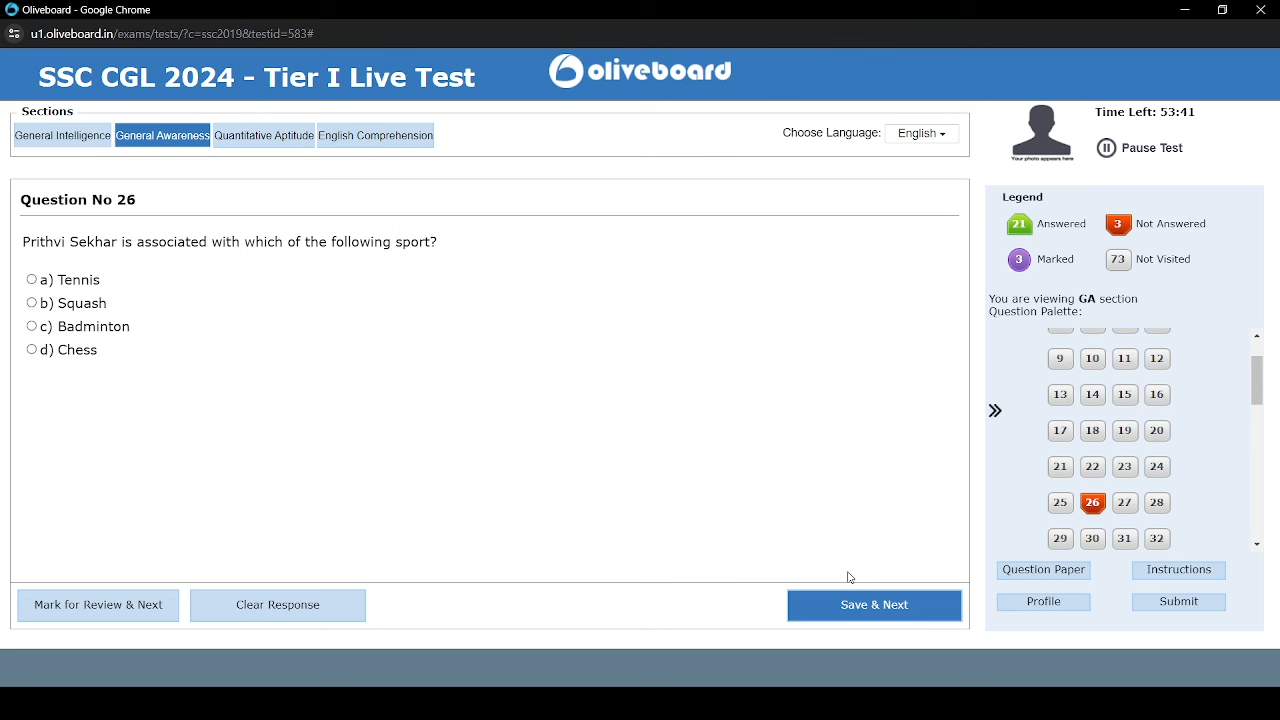 Oliveboard - Google Chrome
u1.oliveboard.in/exams/tests/?c=ssc2019&testid=583#
SSC CGL 2024 - Tier I Live Test
oliveboard
Sections
General Intelligence
General Awareness
Quantitative Aptitude
English Comprehension
Choose Language:
English
Your photo appears here
Time Left: 53:41
Pause Test
Question No 26
Prithvi Sekhar is associated with which of the following sport?
a) Tennis
b) Squash
c) Badminton
d) Chess
Mark for Review & Next
Clear Response
Save & Next
Legend
21 Answered
3 Not Answered
3 Marked
73 Not Visited
You are viewing GA section
Question Palette:
9 10 11 12
13 14 15 16
17 18 19 20
21 22 23 24
25 26 27 28
29 30 31 32
Question Paper
Instructions
Profile
Submit